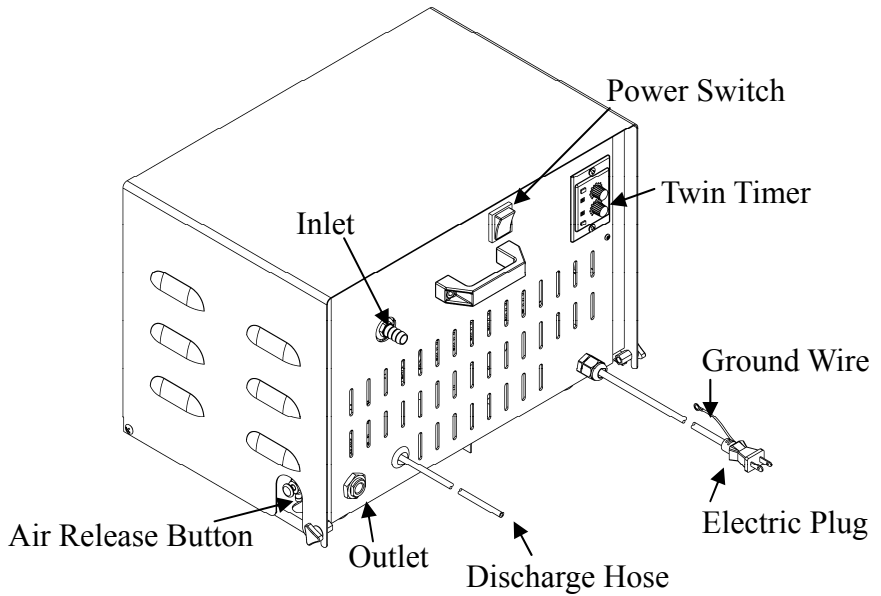 Power Switch
Twin Timer
Inlet
Ground Wire
Electric Plug
Air Release Button
Outlet
Discharge Hose